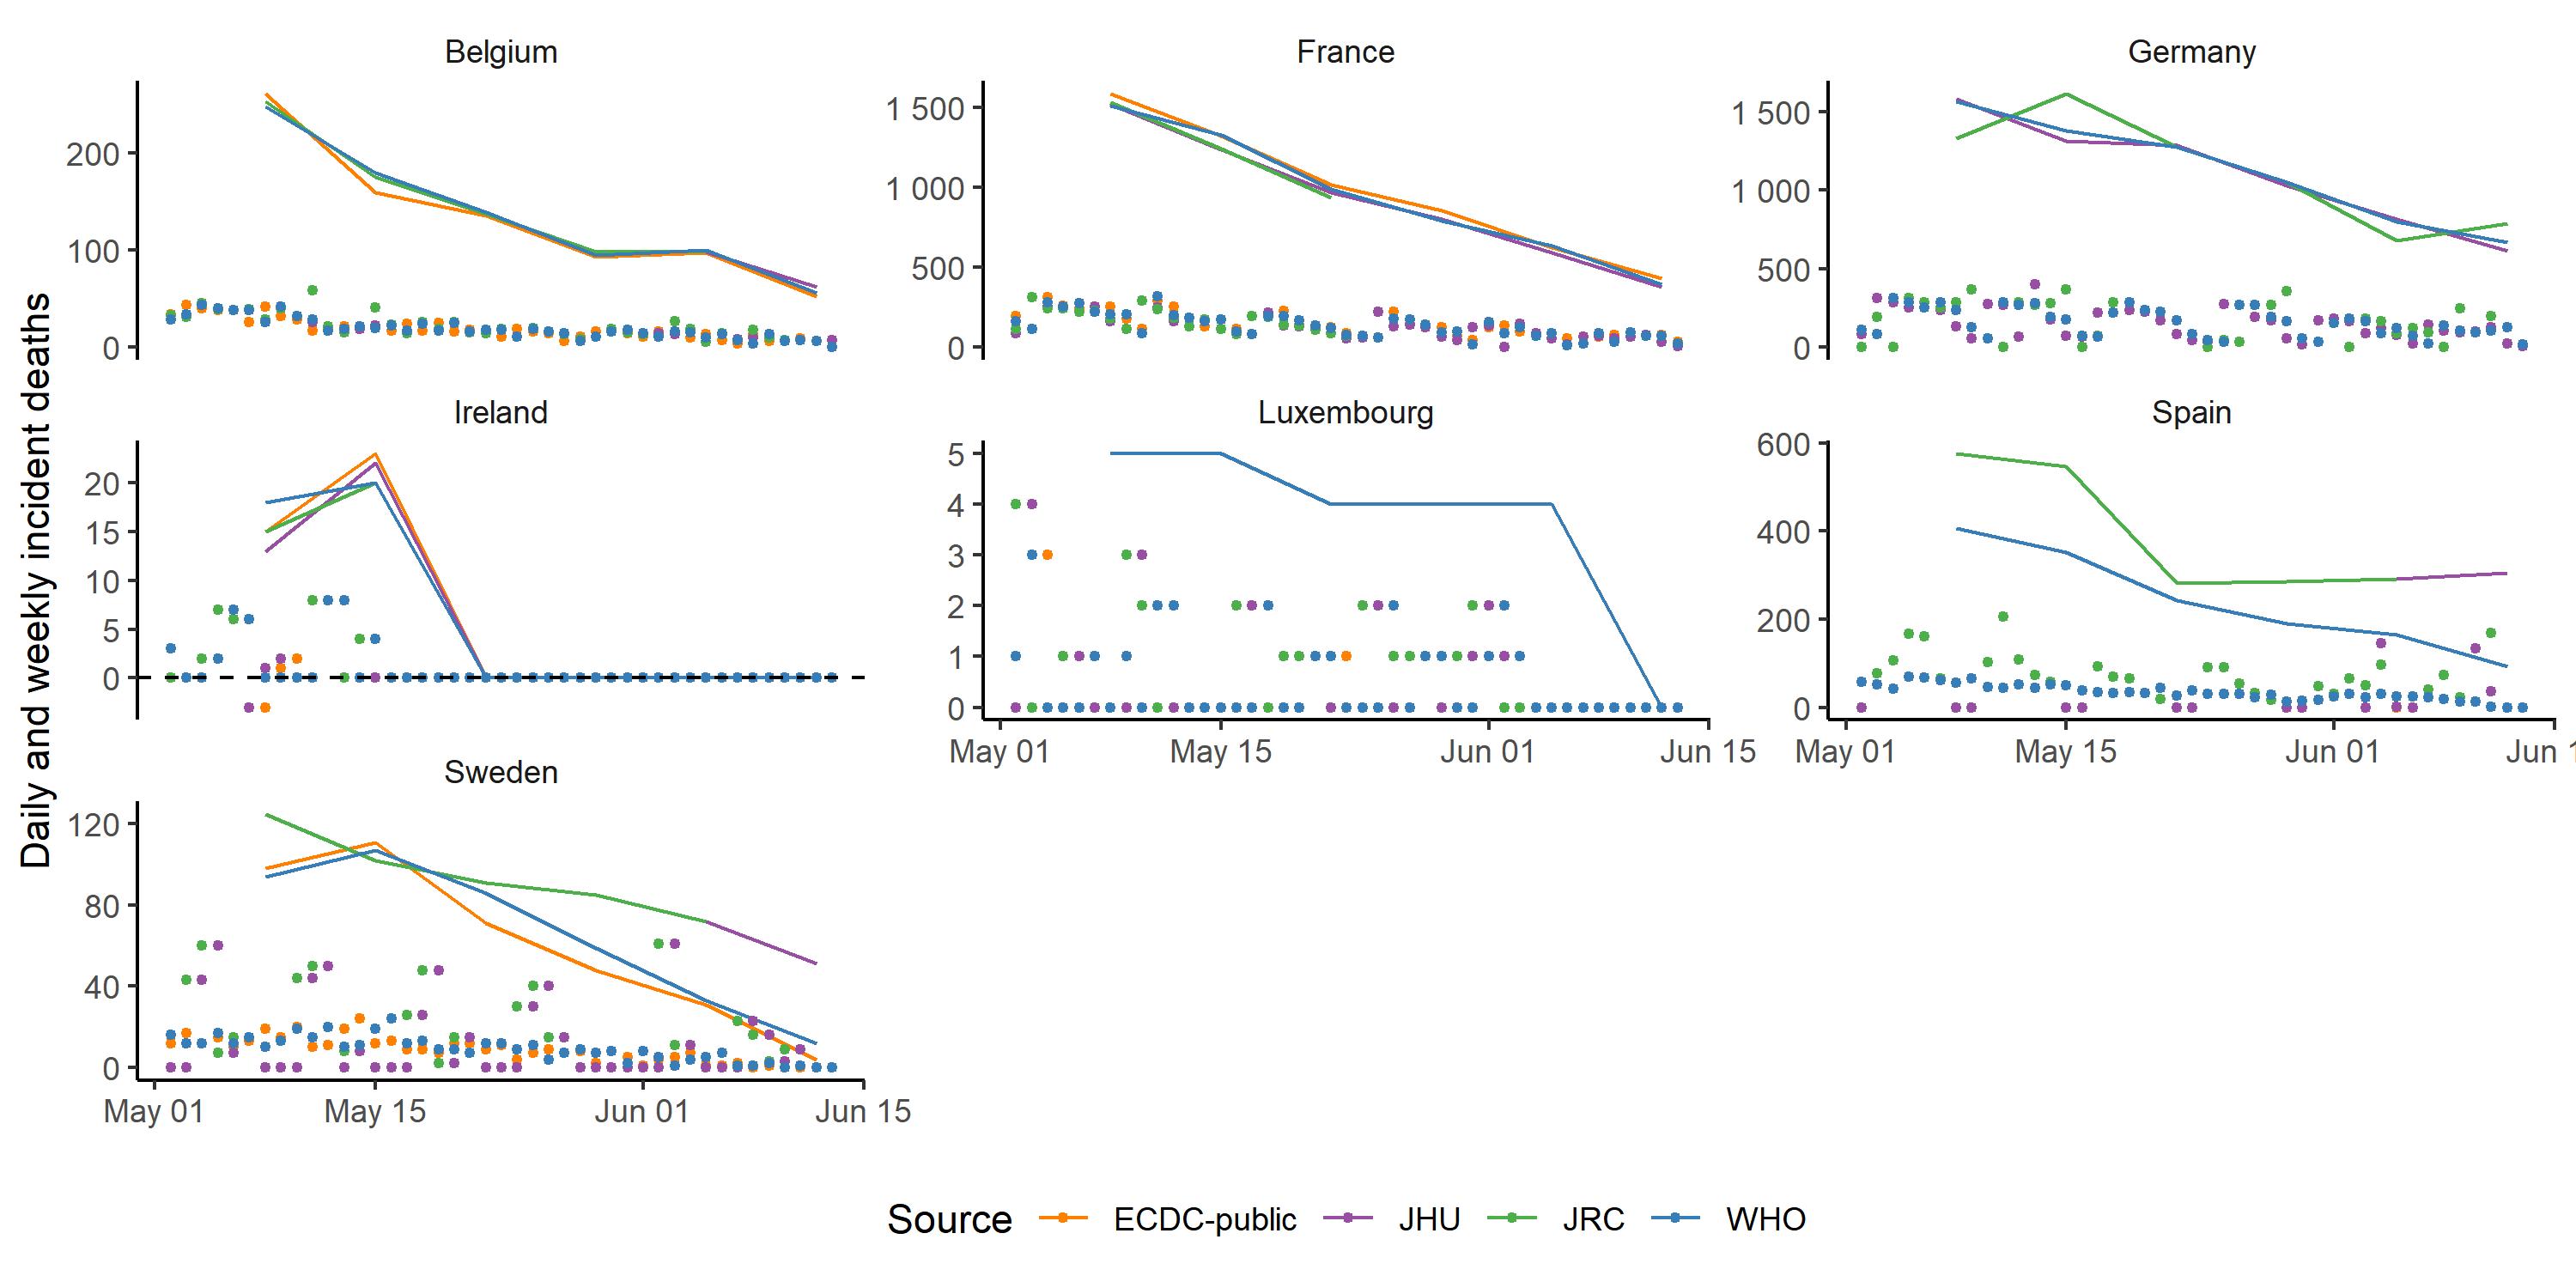 Daily and weekly incident deaths
Belgium
200
100
0
France
1 500
1 000
500
0
Germany
1 500
1 000
500
0
Ireland
20
15
10
5
0
Luxembourg
5
4
3
2
1
0
May 01 May 15 Jun 01 Jun 15
Spain
600
400
200
0
May 01 May 15 Jun 01 Jun 1
Sweden
120
80
40
0
May 01 May 15 Jun 01 Jun 15
Source ECDC-public JHU JRC WHO